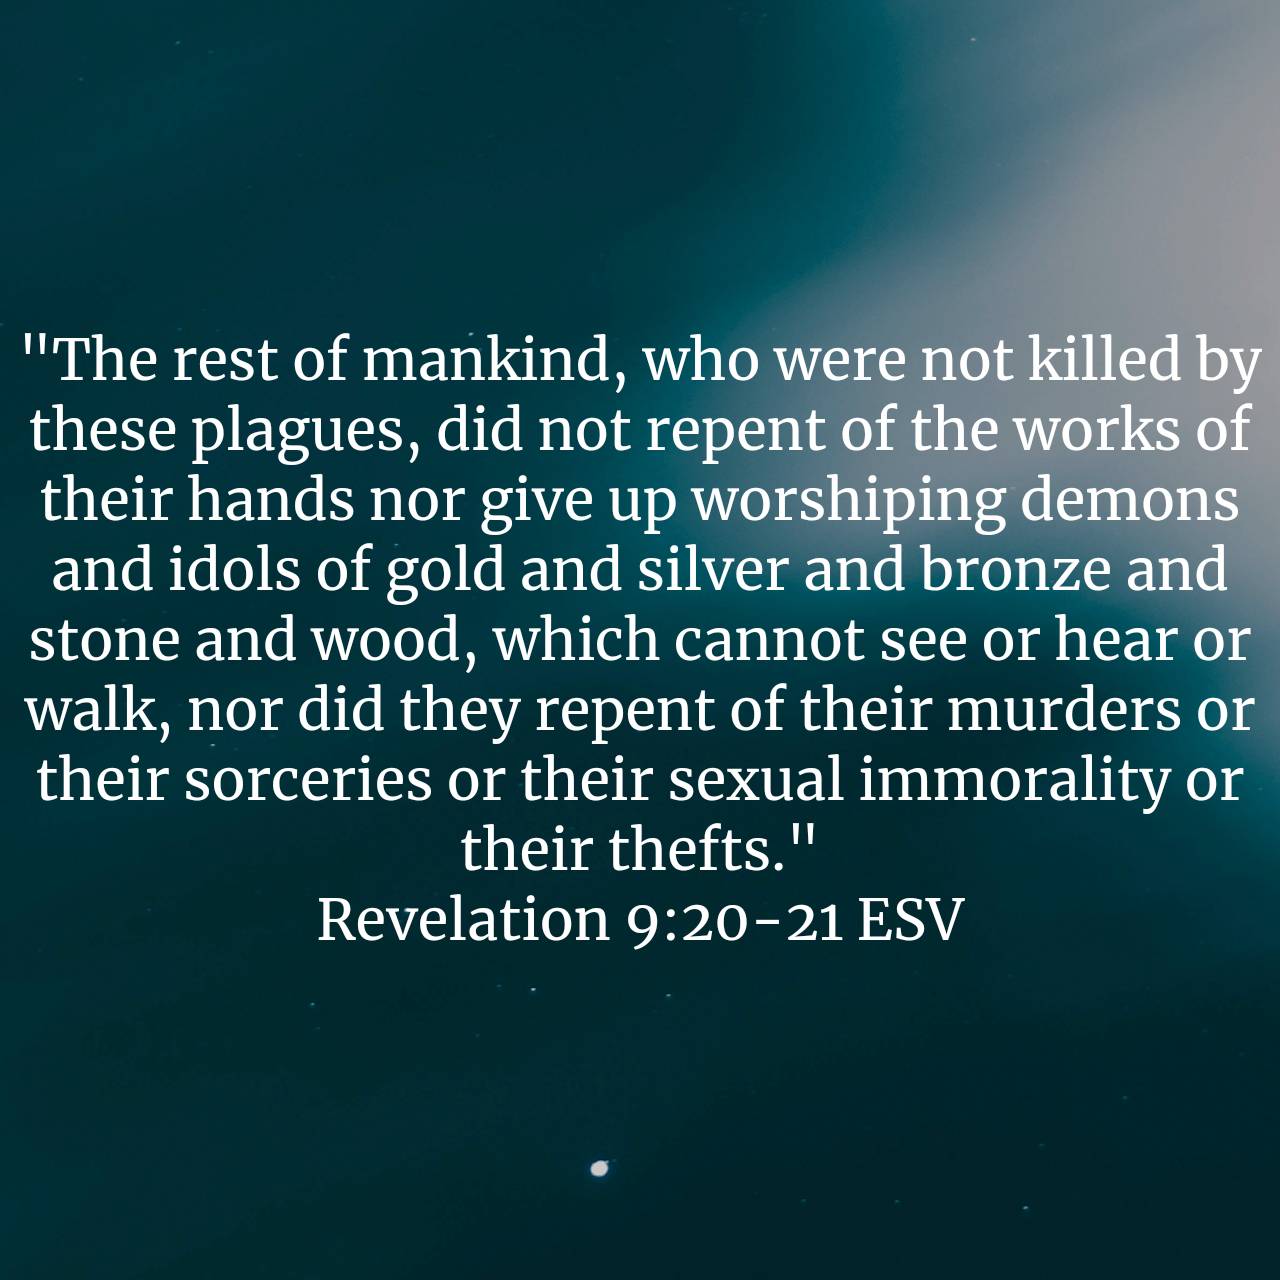 "The rest of mankind, who were not killed by
these plagues, did not repent of the works of
their hands nor give up worshiping demons
and idols of gold and silver and bronze and
stone and wood, which cannot see or hear or
walk, nor did they repent of their murders or
their sorceries or their sexual immorality or
their thefts."
Revelation 9:20-21 ESV